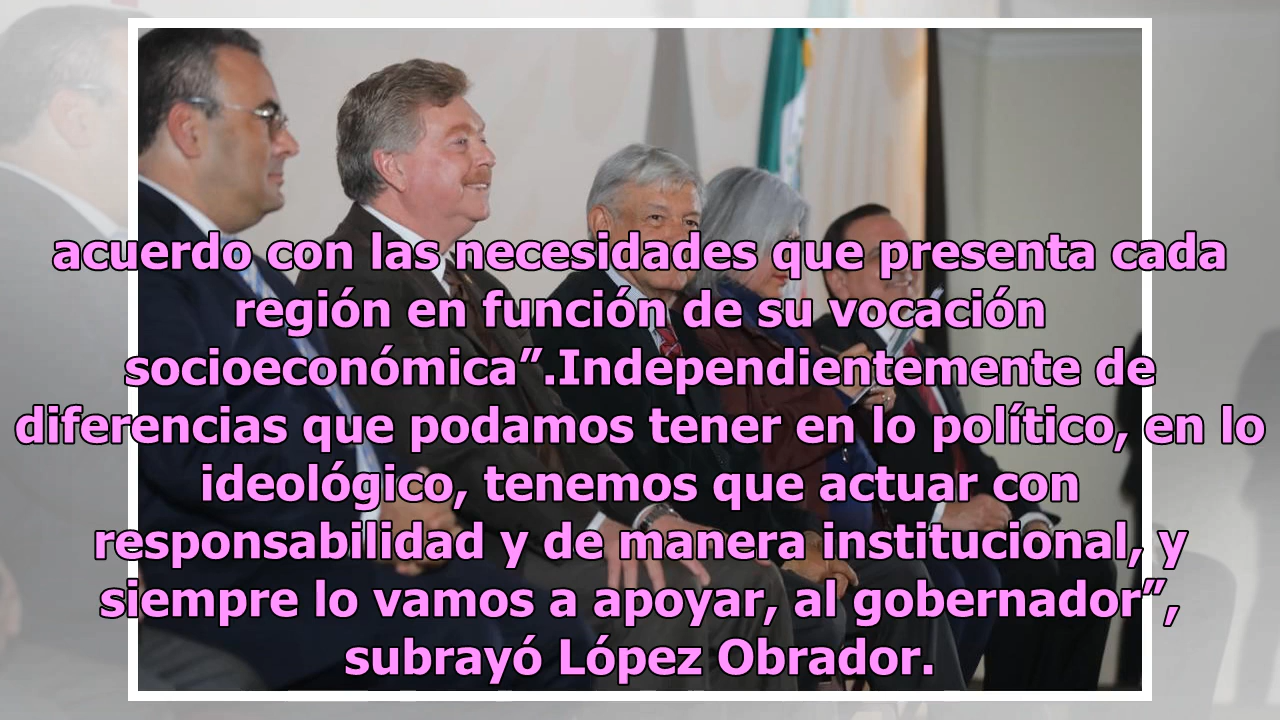 acuerdo con las necesidades que presenta cada
región en función de su vocación
socioeconómica”.Independientemente de
diferencias que podamos tener en lo político, en lo
ideológico, tenemos que actuar con
responsabilidad y de manera institucional, y
siempre lo vamos a apoyar, al gobernador”,
subrayó López Obrador.